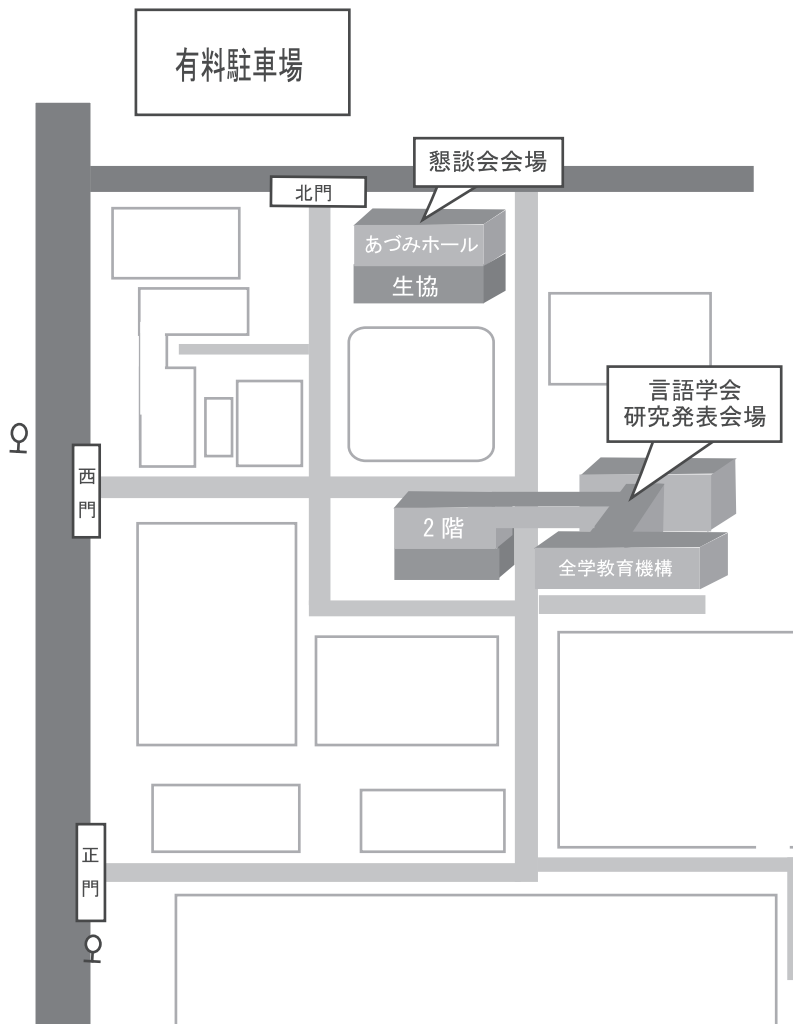 有料駐車場
懇談会会場
北門
あづみホール
生協
言語学会
研究発表会場
西門
2階
全学教育機構
正門